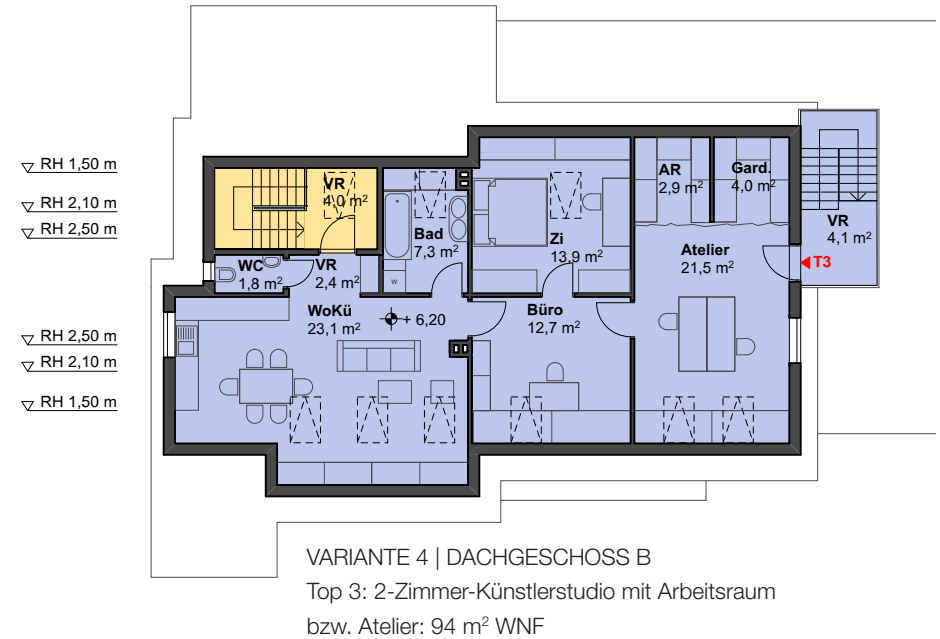 RH 1,50 m
RH 2,10 m
RH 2,50 m
RH 2,50 m
RH 2,10 m
RH 1,50 m
VR
4,0 m²
WC
1,8 m²
VR
2,4 m²
Bad
7,3 m²
W
Zi
13,9 m²
AR
2,9 m²
Gard.
4,0 m²
VR
4,1 m²
T3
Atelier
21,5 m²
WoKü
23,1 m²
+ 6,20
Büro
12,7 m²
VARIANTE 4 | DACHGESCHOSS B
Top 3: 2-Zimmer-Künstlerstudio mit Arbeitsraum
bzw. Atelier: 94 m² WNF